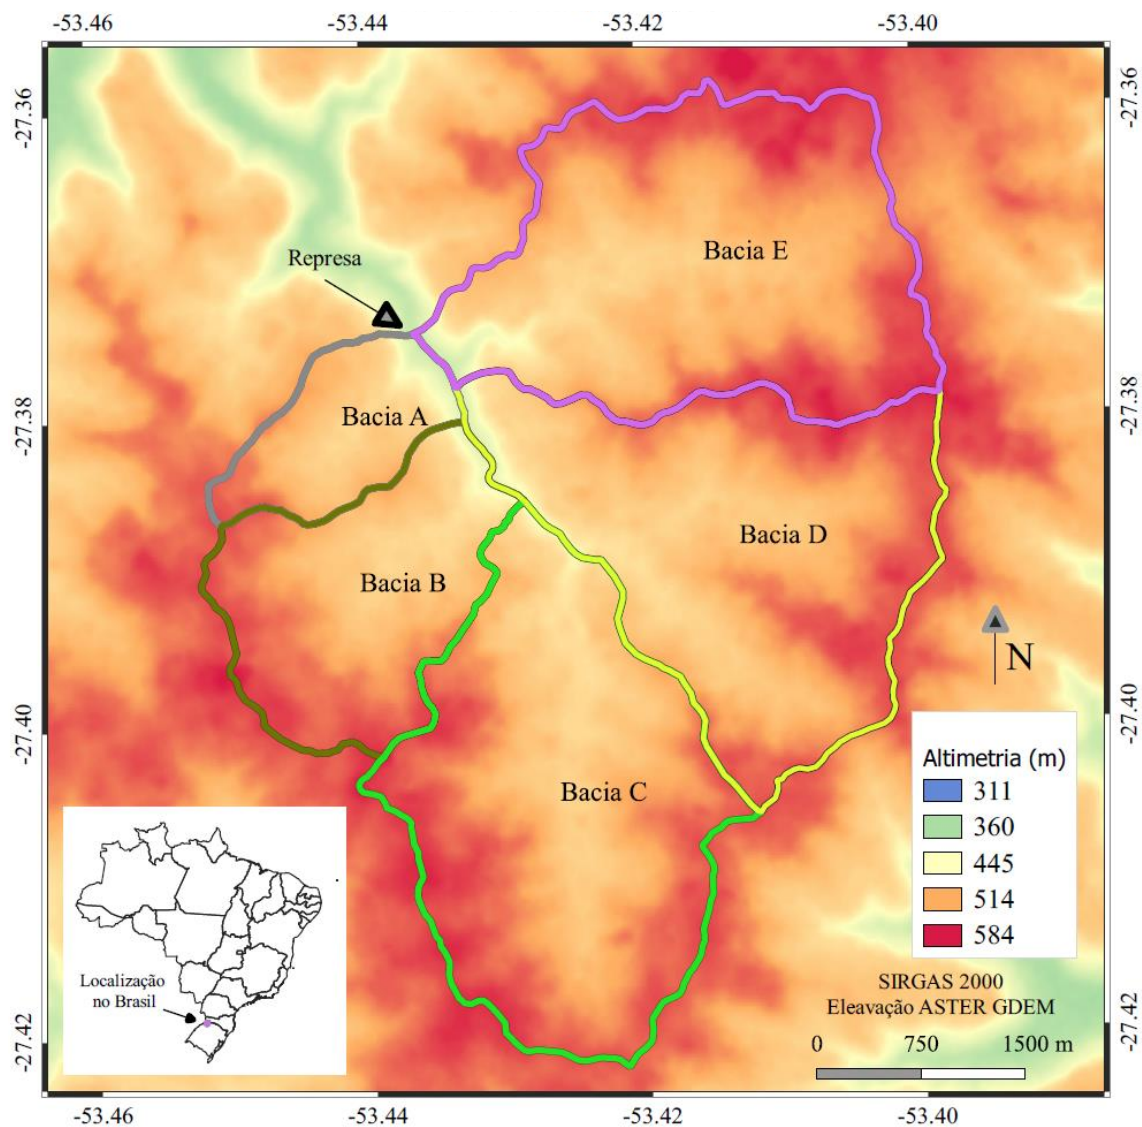 -53.46
-53.44
-53.42
-53.40
-27.36
-27.36
Bacia E
Represa
-27.38
-27.38
Bacia A
Bacia D
Bacia B
N
-27.40
-27.40
Altimetria (m)
311
360
445
514
584
Bacia C
Localização
no Brasil
SIRGAS 2000
Eleavação ASTER GDEM
0
750
1500 m
-27.42
-27.42
-53.46
-53.44
-53.42
-53.40